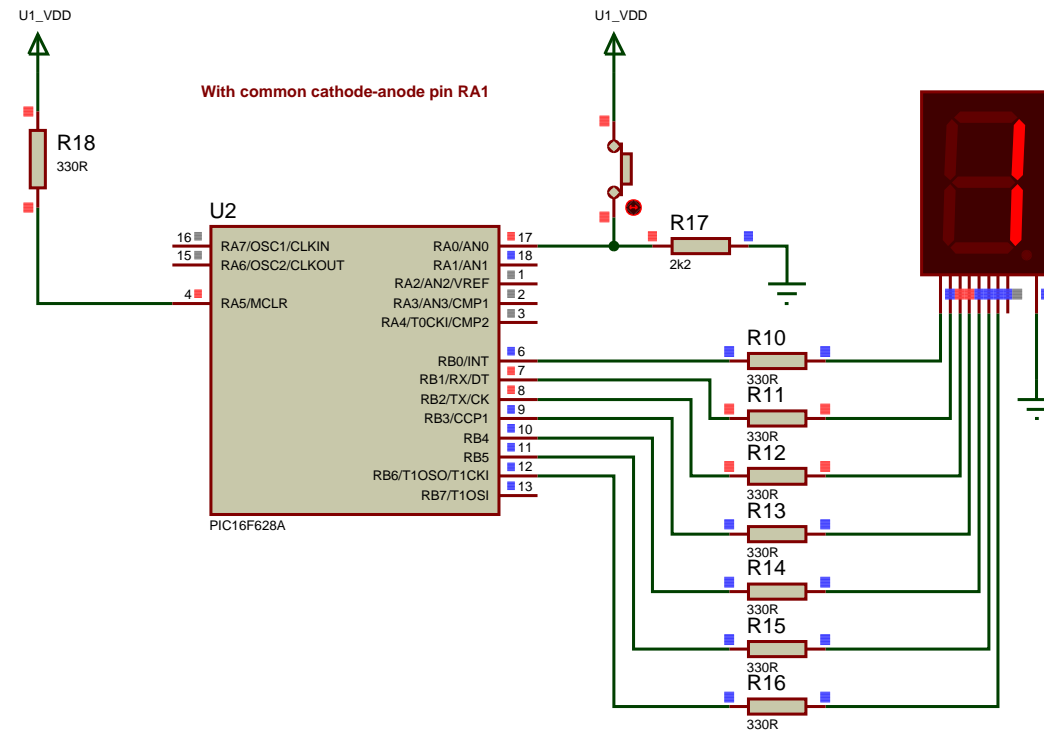 U1_VDD
U1_VDD
With common cathode-anode pin RA1
R18
330R
U2
R17
2k2
16
RA7/OSC1/CLKIN
15
RA6/OSC2/CLKOUT
4
RA5/MCLR
RA0/AN0
17
RA1/AN1
18
RA2/AN2/VREF
1
RA3/AN3/CMP1
2
RA4/T0CKI/CMP2
3
RB0/INT
6
RB1/RX/DT
7
RB2/TX/CK
8
RB3/CCP1
9
RB4
10
RB5
11
RB6/T1OSO/T1CKI
12
RB7/T1OSI
13
PIC16F628A
R10
330R
R11
330R
R12
330R
R13
330R
R14
330R
R15
330R
R16
330R
1